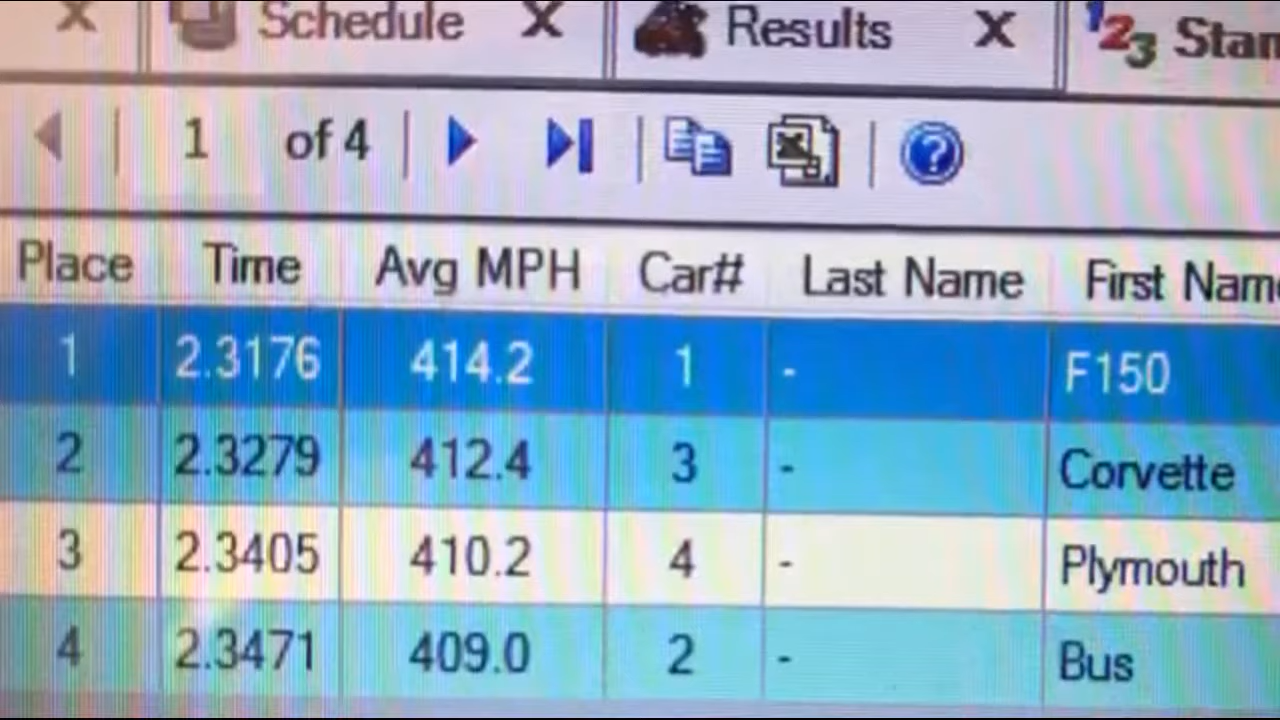 X Schedule X Results X 123 Stan
1 of 4 ?
Place Time Avg MPH Car# Last Name First Name
1 2.3176 414.2 1 - F150
2 2.3279 412.4 3 - Corvette
3 2.3405 410.2 4 - Plymouth
4 2.3471 409.0 2 - Bus